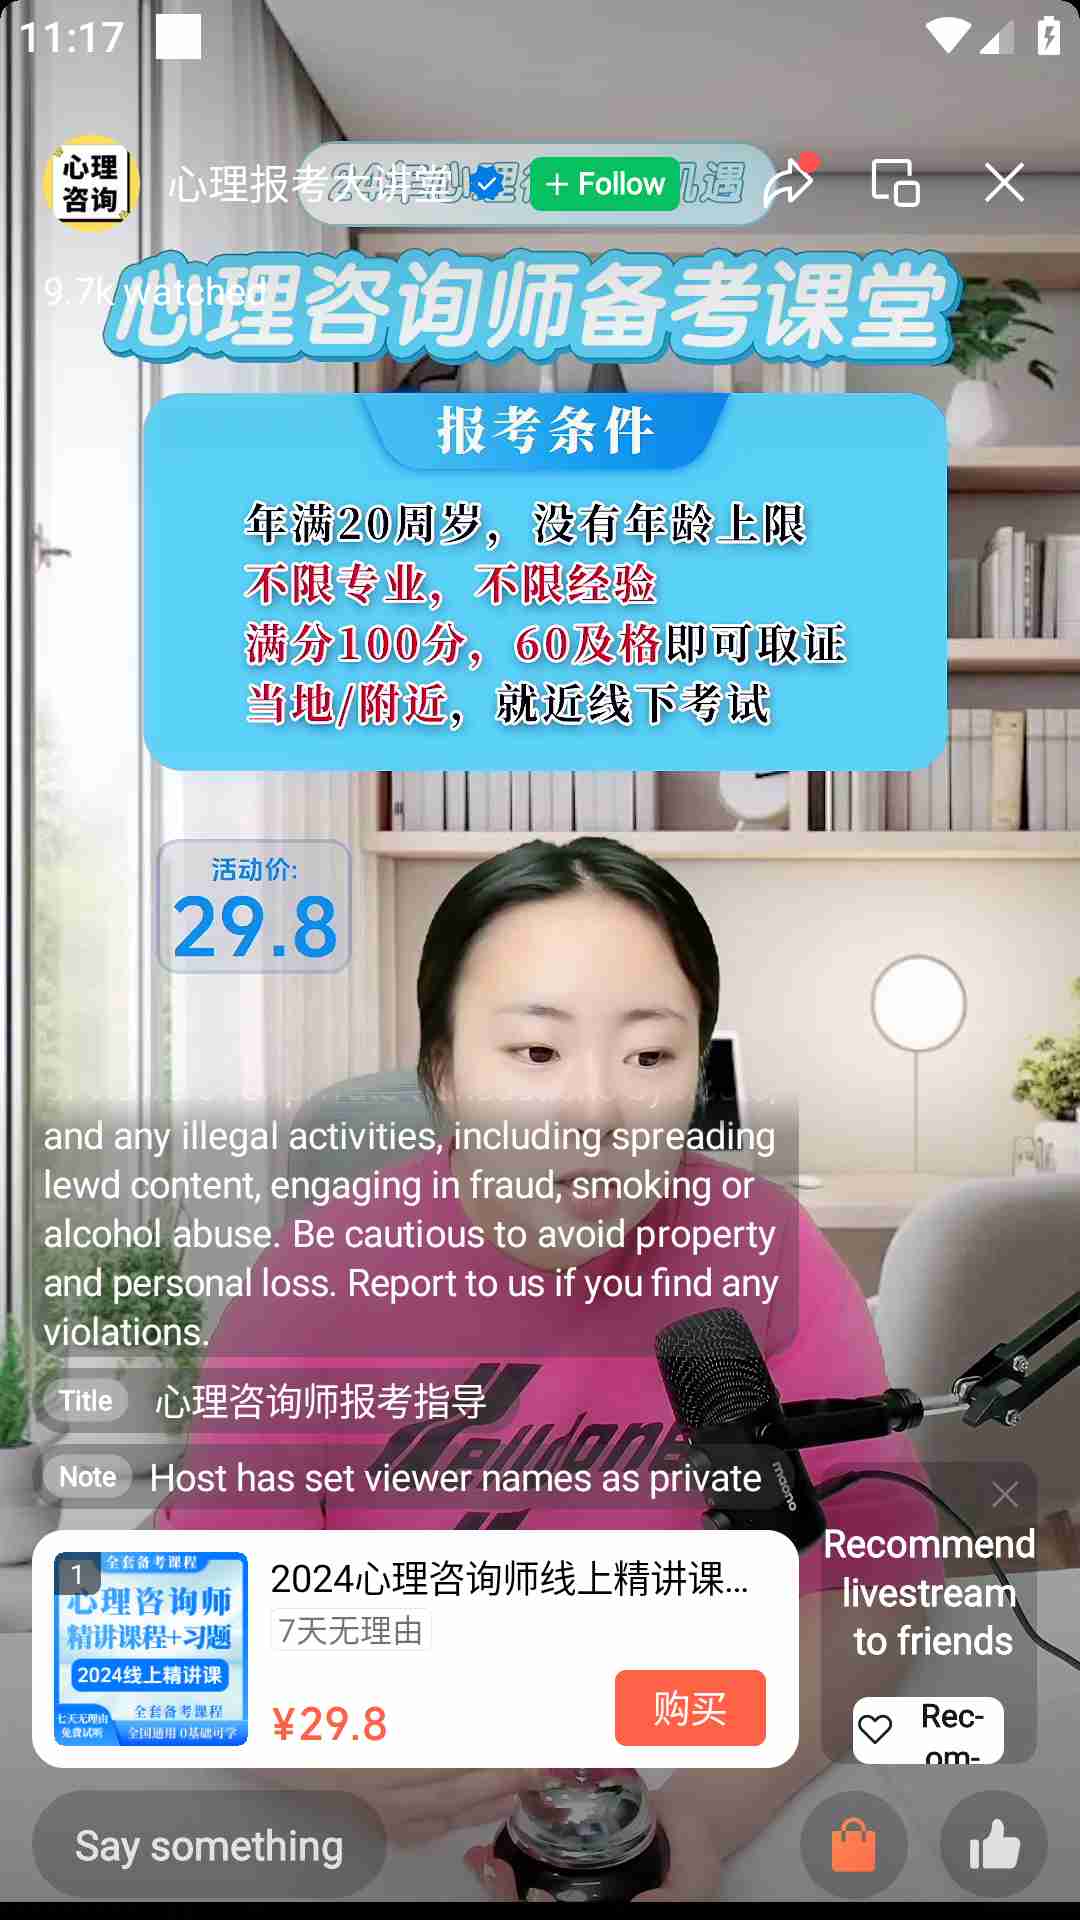 11:17
心理
咨询
心理报考大讲堂
+ Follow
机遇
9.7k watched
心理咨询师备考课堂
报考条件
年满20周岁，没有年龄上限
不限专业，不限经验
满分100分，60及格即可取证
当地/附近，就近线下考试
活动价:
29.8
and any illegal activities, including spreading
lewd content, engaging in fraud, smoking or
alcohol abuse. Be cautious to avoid property
and personal loss. Report to us if you find any
violations.
Title 心理咨询师报考指导
Note Host has set viewer names as private
maono
1
全套备考课程
心理咨询师
精讲课程+习题
2024线上精讲课
七天无理由
免费试听
全套备考课程
全国通用 0基础可学
2024心理咨询师线上精讲课...
7天无理由
¥29.8
购买
Recommend
livestream
to friends
Rec-
om-
Say something